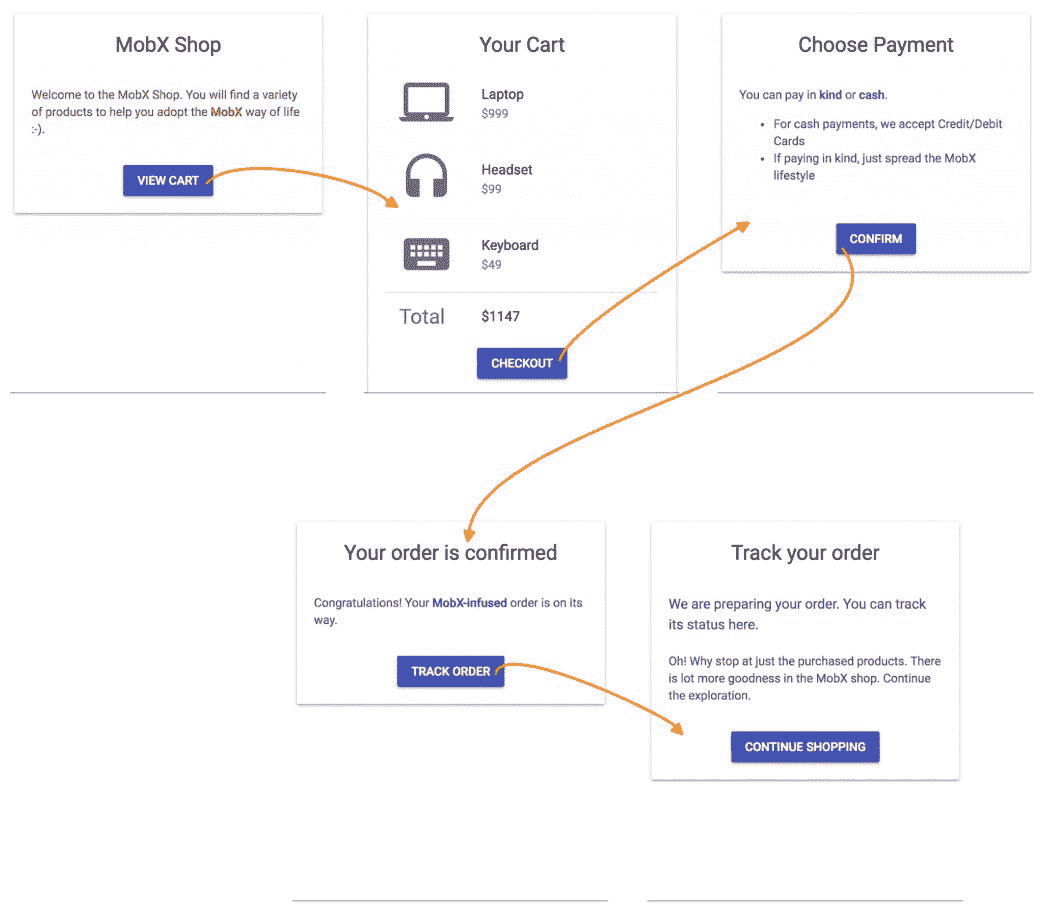 MobX Shop
Welcome to the MobX Shop. You will find a variety
of products to help you adopt the MobX way of life
:-).
VIEW CART
Your Cart
Laptop
$999
Headset
$99
Keyboard
$49
Total $1147
CHECKOUT
Choose Payment
You can pay in kind or cash.
• For cash payments, we accept Credit/Debit
Cards
• If paying in kind, just spread the MobX
lifestyle
CONFIRM
Your order is confirmed
Congratulations! Your MobX-infused order is on its
way.
TRACK ORDER
Track your order
We are preparing your order. You can track
its status here.
Oh! Why stop at just the purchased products. There
is lot more goodness in the MobX shop. Continue
the exploration.
CONTINUE SHOPPING